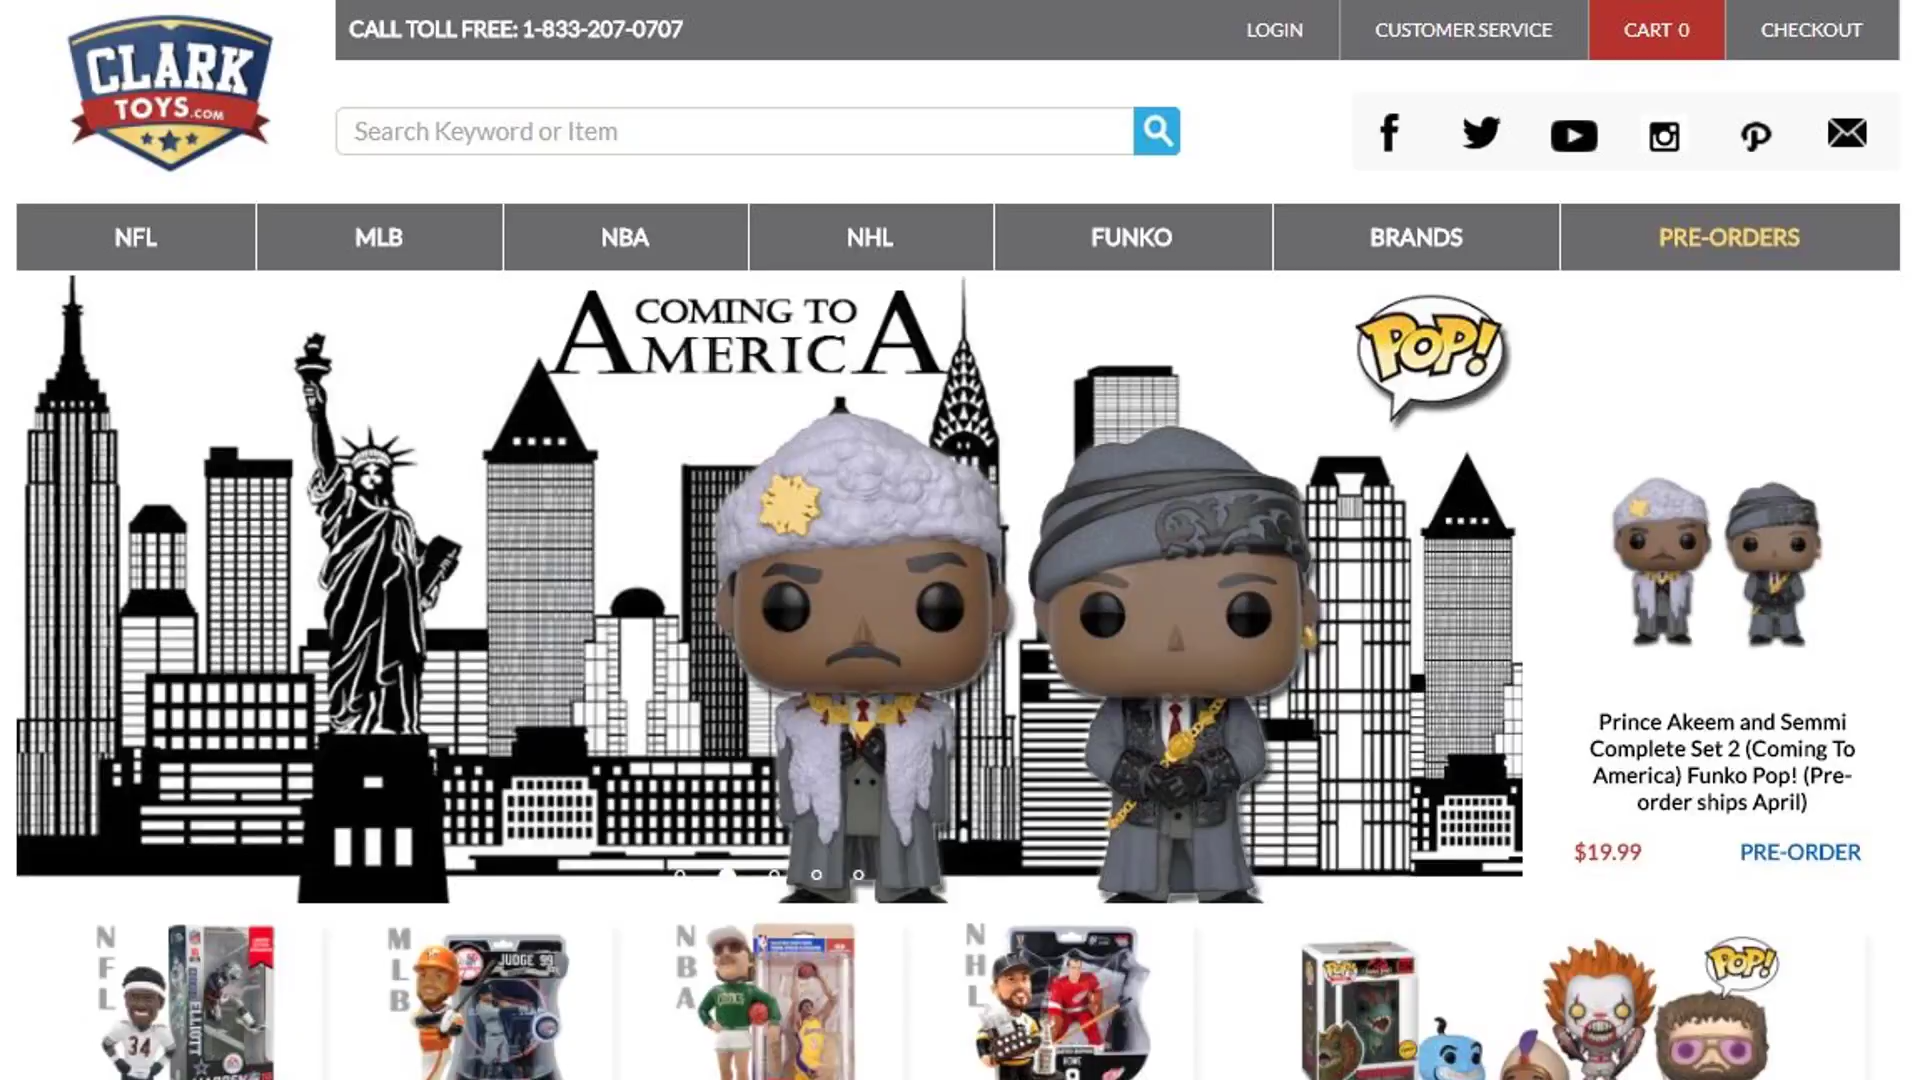 CLARK
TOYS.COM
CALL TOLL FREE: 1-833-207-0707
LOGIN
CUSTOMER SERVICE
CART 0
CHECKOUT
Search Keyword or Item
NFL
MLB
NBA
NHL
FUNKO
BRANDS
PRE-ORDERS
COMING TO
AMERICA
POP!
Prince Akeem and Semmi
Complete Set 2 (Coming To
America) Funko Pop! (Pre-
order ships April)
$19.99
PRE-ORDER
NFL
34
ELLIOTT
MLB
JUDGE 99
NBA
NHL
POP!
POP!